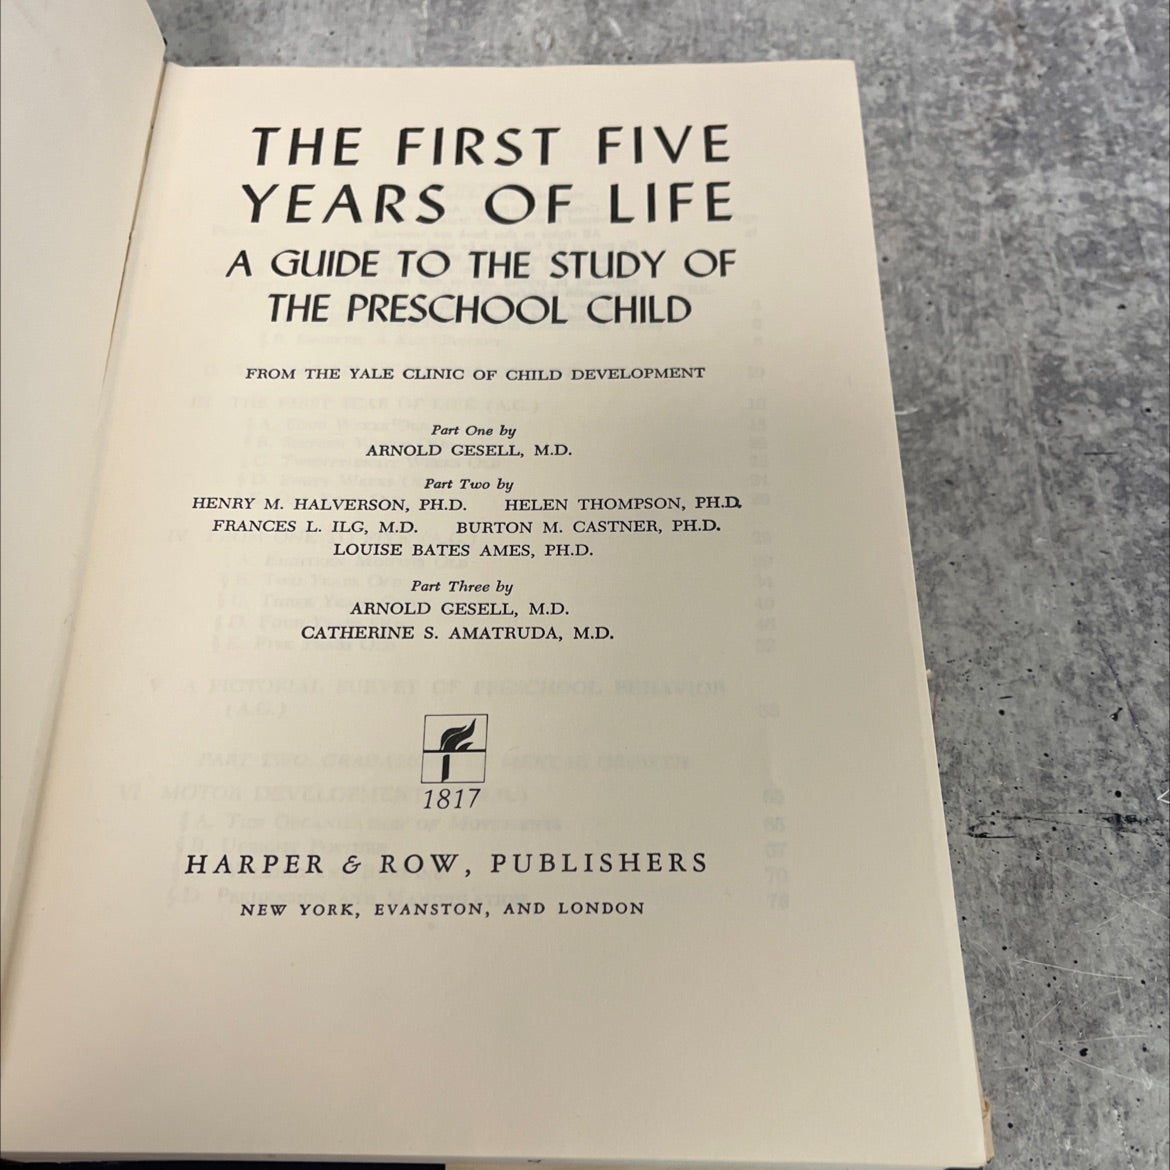 THE FIRST FIVE
YEARS OF LIFE
A GUIDE TO THE STUDY OF
THE PRESCHOOL CHILD
FROM THE YALE CLINIC OF CHILD DEVELOPMENT
Part One by
ARNOLD GESELL, M.D.
Part Two by
HENRY M. HALVERSON, PH.D. HELEN THOMPSON, PH.D.
FRANCES L. ILG, M.D. BURTON M. CASTNER, PH.D.
LOUISE BATES AMES, PH.D.
Part Three by
ARNOLD GESELL, M.D.
CATHERINE S. AMATRUDA, M.D.
1817
HARPER & ROW, PUBLISHERS
NEW YORK, EVANSTON, AND LONDON